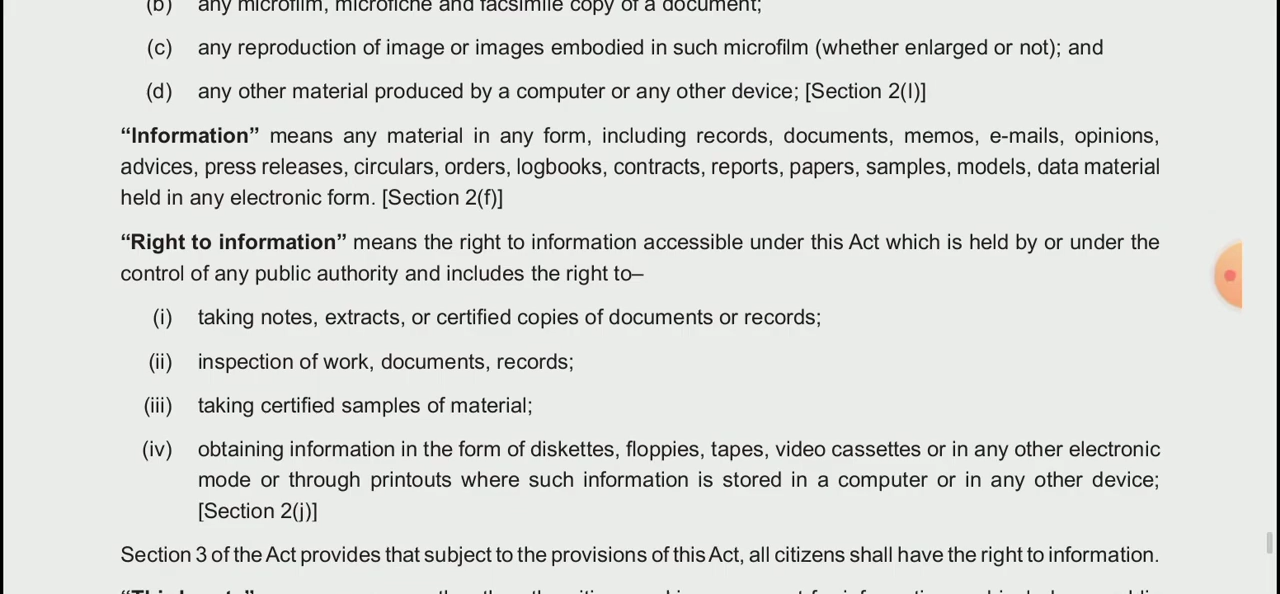 (b) any microfilm, microfiche and facsimile copy of a document;
(c) any reproduction of image or images embodied in such microfilm (whether enlarged or not); and
(d) any other material produced by a computer or any other device; [Section 2(I)]
“Information” means any material in any form, including records, documents, memos, e-mails, opinions,
advices, press releases, circulars, orders, logbooks, contracts, reports, papers, samples, models, data material
held in any electronic form. [Section 2(f)]
“Right to information” means the right to information accessible under this Act which is held by or under the
control of any public authority and includes the right to–
(i) taking notes, extracts, or certified copies of documents or records;
(ii) inspection of work, documents, records;
(iii) taking certified samples of material;
(iv) obtaining information in the form of diskettes, floppies, tapes, video cassettes or in any other electronic
mode or through printouts where such information is stored in a computer or in any other device;
[Section 2(j)]
Section 3 of the Act provides that subject to the provisions of this Act, all citizens shall have the right to information.